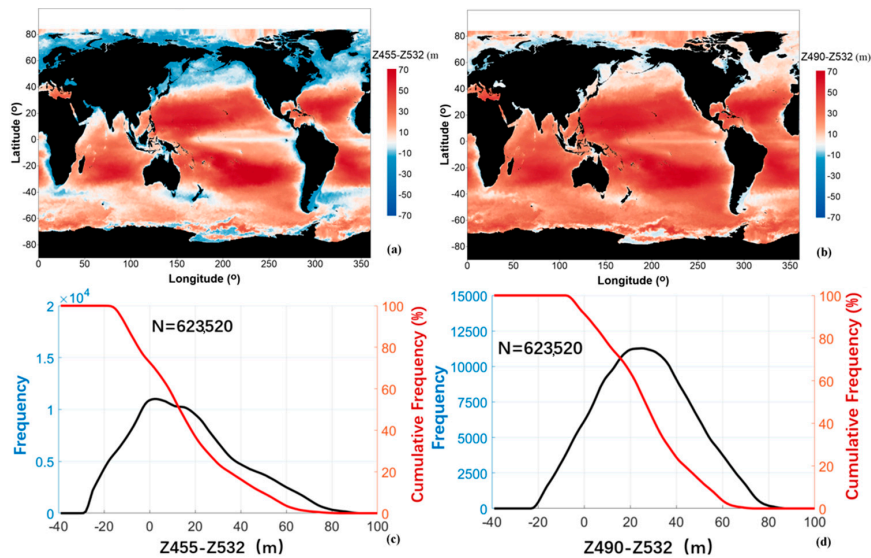 Z455-Z532 (m)
80
60
40
20
0
-20
-40
-60
-80
Latitude (º)
70
50
30
10
-10
-30
-50
-70
(a)
0 50 100 150 200 250 300 350
Longitude (º)
Z490-Z532 (m)
80
60
40
20
0
-20
-40
-60
-80
Latitude (º)
70
50
30
10
-10
-30
-50
-70
(b)
0 50 100 150 200 250 300 350
Longitude (º)
× 10⁴
2
1.5
1
0.5
0
Frequency
N=623,520
100
80
60
40
20
0
Cumulative Frequency (%)
-40 -20 0 20 40 60 80 100
Z455-Z532 (m)
(c)
15000
12500
10000
7500
5000
2500
0
Frequency
N=623,520
100
80
60
40
20
0
Cumulative Frequency (%)
-40 -20 0 20 40 60 80 100
Z490-Z532 (m)
(d)